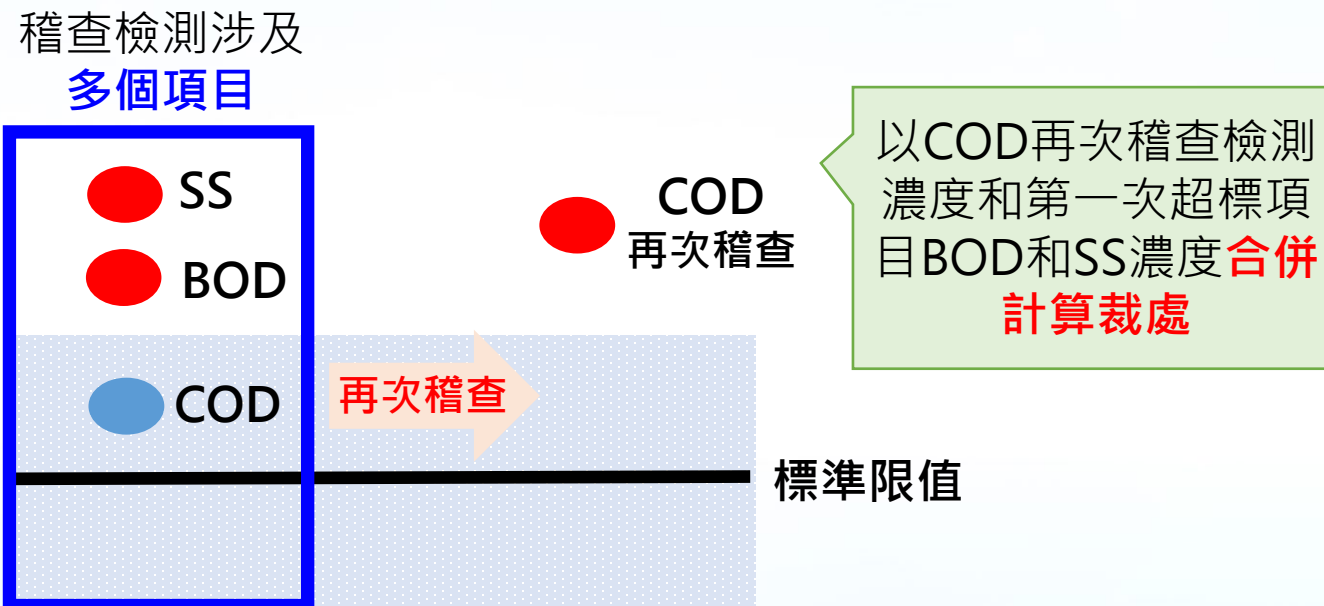 稽查檢測涉及
多個項目
SS
BOD
COD
再次稽查
COD
再次稽查
標準限值
以COD再次稽查檢測
濃度和第一次超標項
目BOD和SS濃度合併
計算裁處